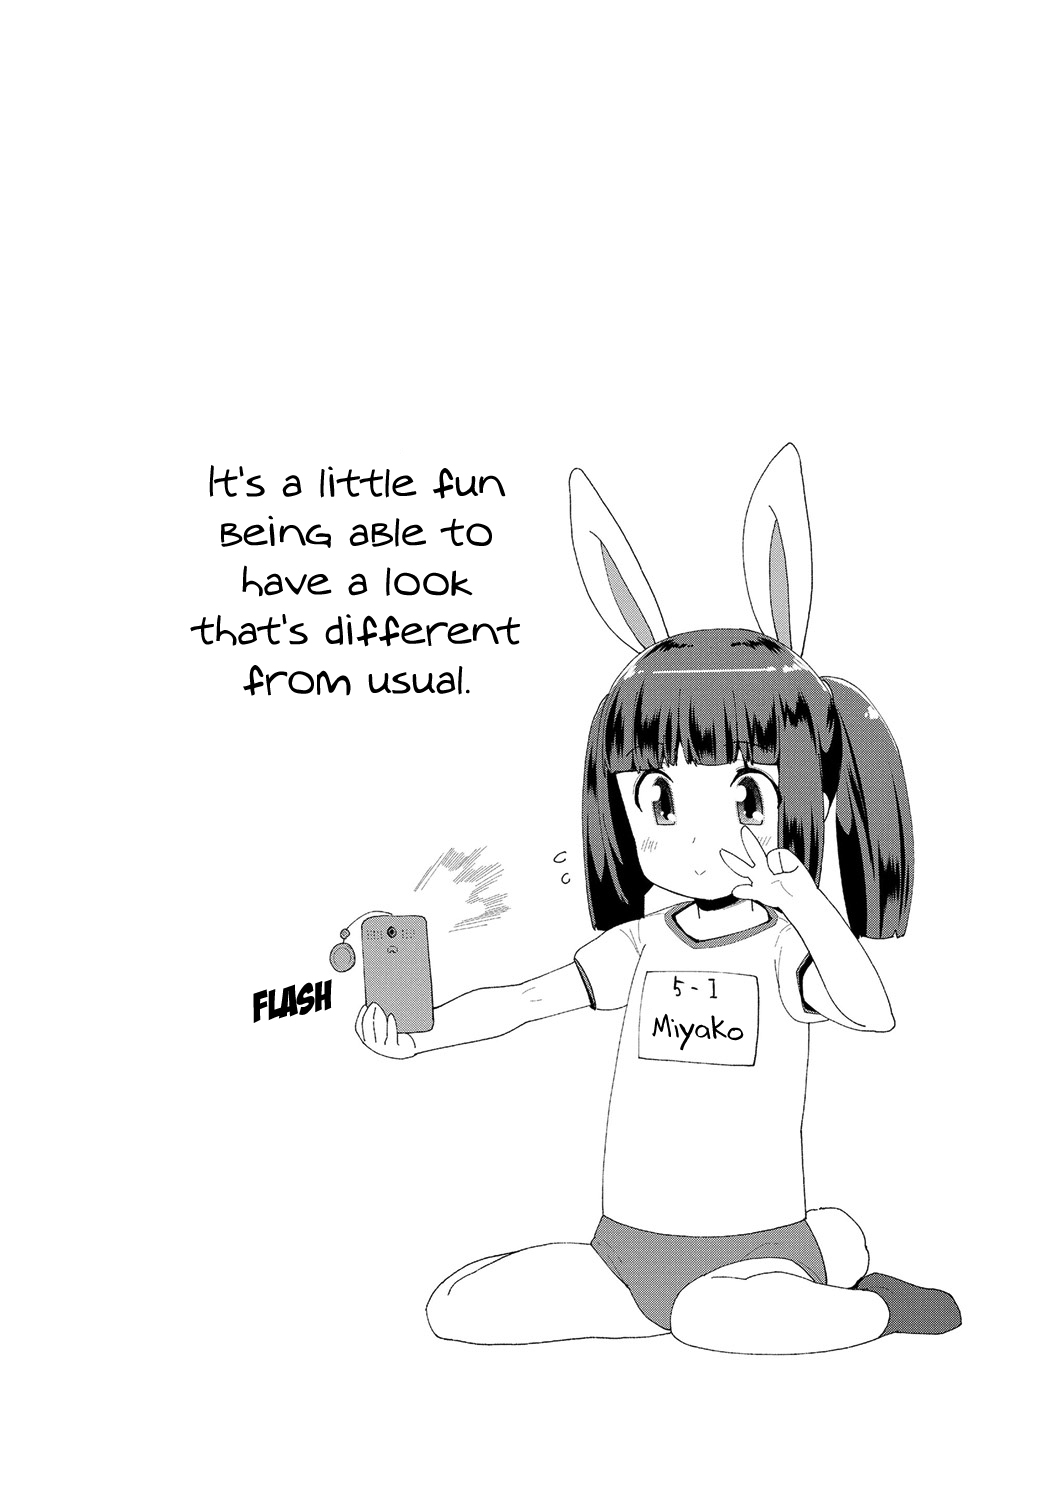 It's a little fun
being able to
have a look
that's different
from usual.
FLASH
5-1
Miyako